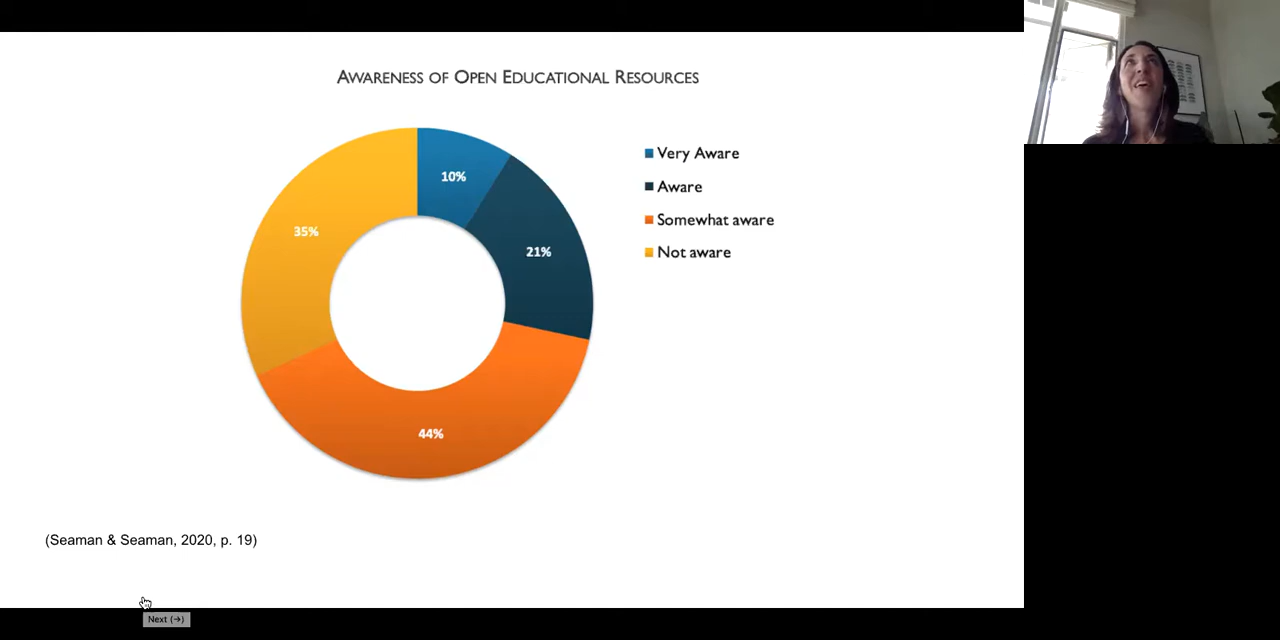 AWARENESS OF OPEN EDUCATIONAL RESOURCES
10%
Very Aware
Aware
Somewhat aware
Not aware
35%
21%
44%
(Seaman & Seaman, 2020, p. 19)
Next (→)